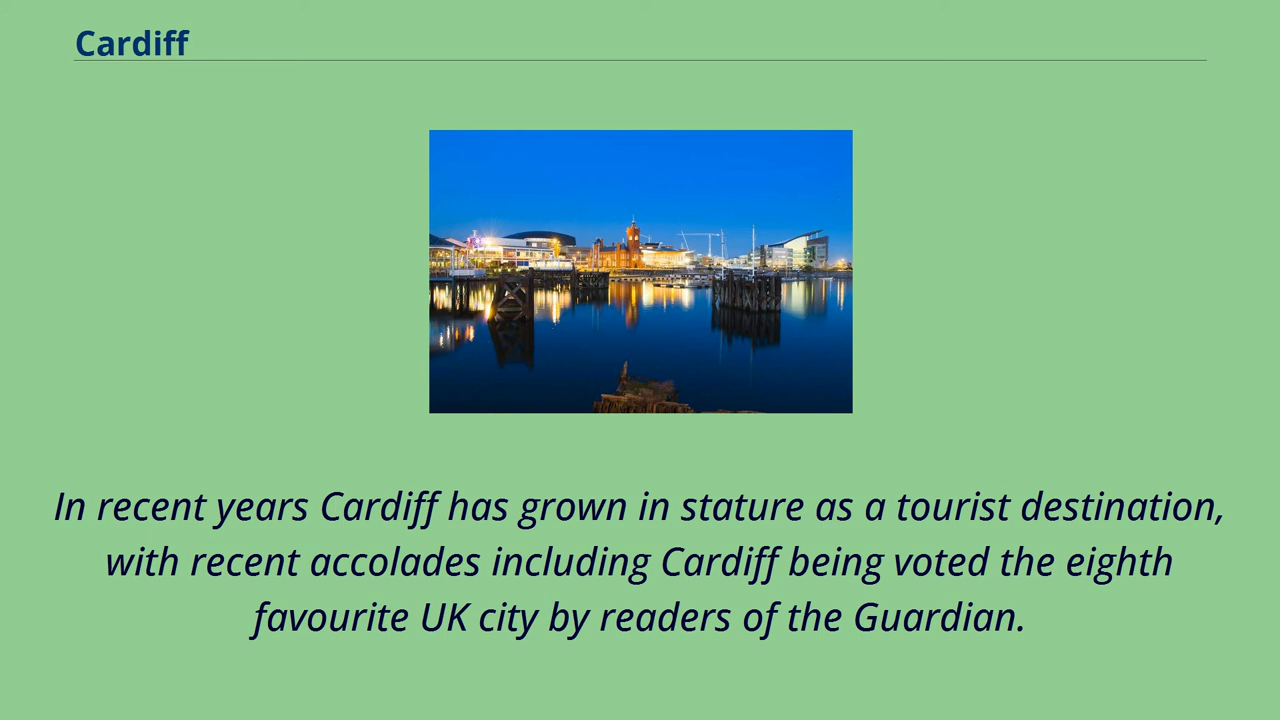 Cardiff
In recent years Cardiff has grown in stature as a tourist destination,
with recent accolades including Cardiff being voted the eighth
favourite UK city by readers of the Guardian.